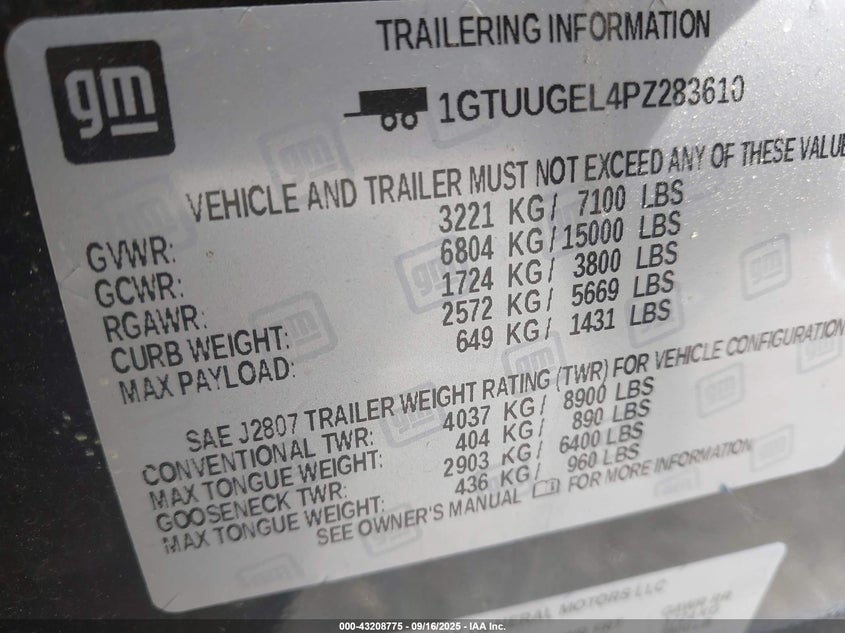 gm
TRAILERING INFORMATION
1GTUUGEL4PZ283610
VEHICLE AND TRAILER MUST NOT EXCEED ANY OF THESE VALUE
GVWR: 3221 KG/ 7100 LBS
GCWR: 6804 KG/ 15000 LBS
RGAWR: 1724 KG/ 3800 LBS
CURB WEIGHT: 2572 KG/ 5669 LBS
MAX PAYLOAD: 649 KG/ 1431 LBS
SAE J2807 TRAILER WEIGHT RATING (TWR) FOR VEHICLE CONFIGURATION
CONVENTIONAL TWR: 4037 KG/ 8900 LBS
MAX TONGUE WEIGHT: 404 KG/ 890 LBS
GOOSENECK TWR: 2903 KG/ 6400 LBS
MAX TONGUE WEIGHT: 436 KG/ 960 LBS
SEE OWNER'S MANUAL FOR MORE INFORMATION
MOTORS LLC
GAWR RR
000-43208775 - 09/16/2025 - IAA Inc.